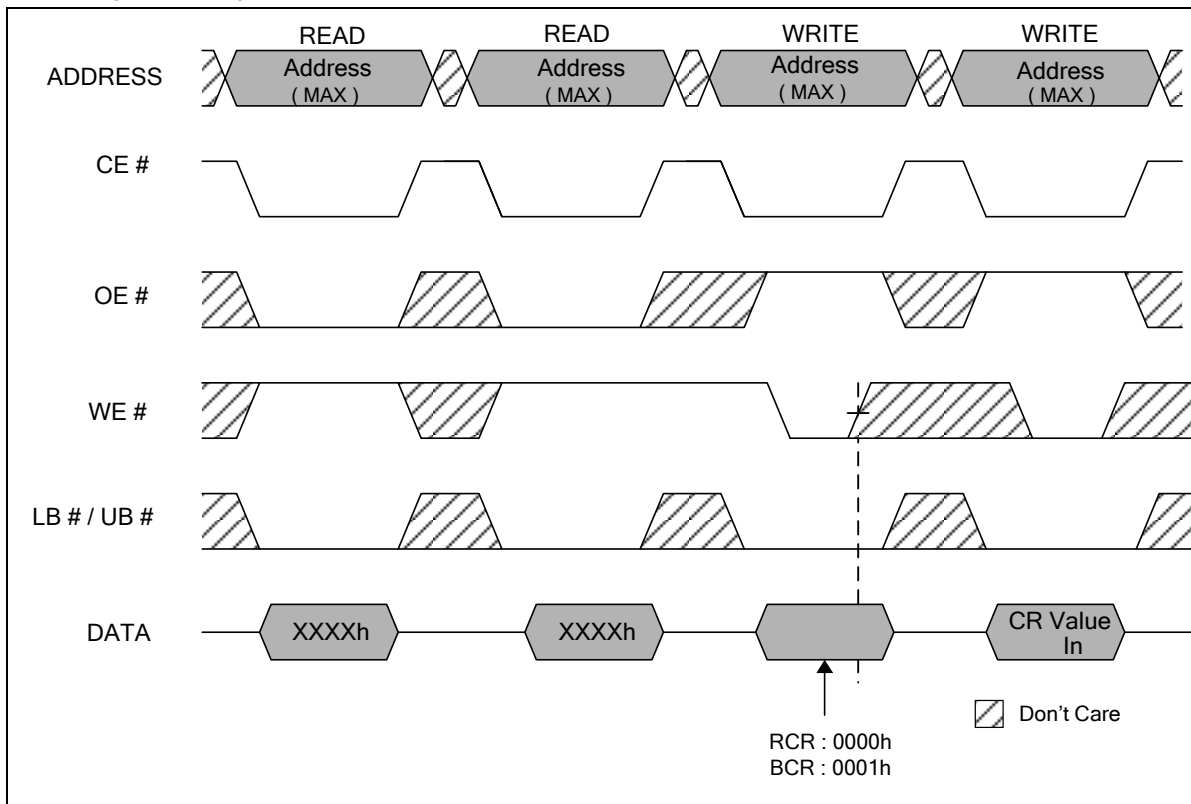 READ READ WRITE WRITE
ADDRESS Address Address Address Address
( MAX ) ( MAX ) ( MAX ) ( MAX )
CE #
OE #
WE #
LB # / UB #
DATA XXXXh XXXXh CR Value
In
Don't Care
RCR : 0000h
BCR : 0001h